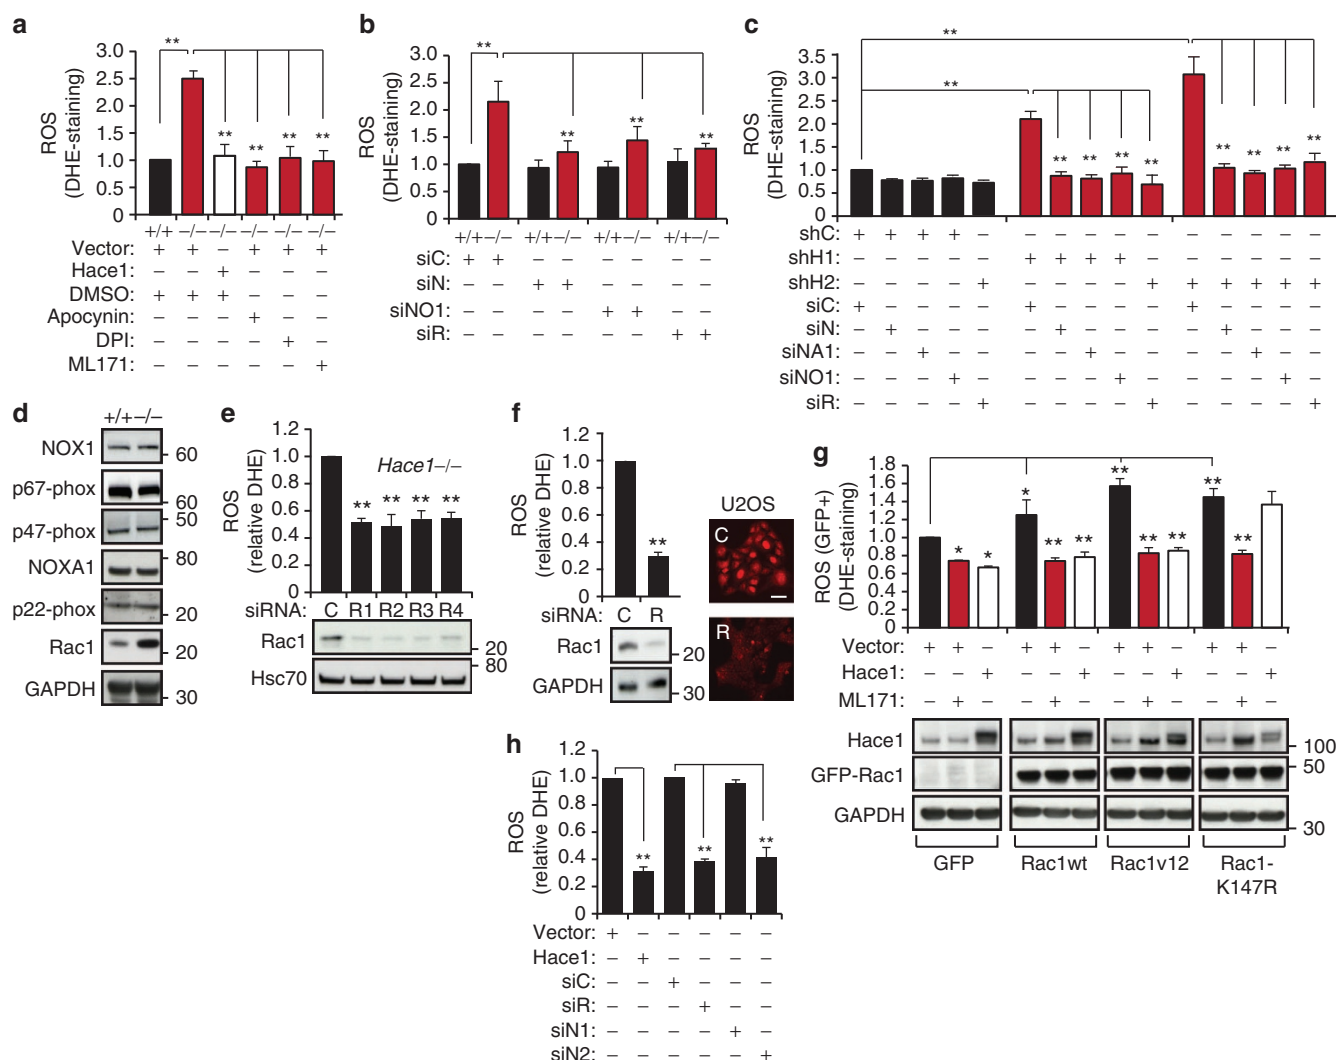 a
**
3.0
2.5
2.0
1.5
1.0
0.5
0
ROS
(DHE-staining)
** ** ** **
+/+ −/− −/− −/− −/− −/−
Vector: + + − + + +
Hace1: − − + − − −
DMSO: + + + − − −
Apocynin: − − − + − −
DPI: − − − − + −
ML171: − − − − − +
b
**
3.0
2.5
2.0
1.5
1.0
0.5
0
ROS
(DHE-staining)
** ** **
+/+ −/− +/+ −/− +/+ −/− +/+ −/−
siC: + + − − − − − −
siN: − − + + − − − −
siNO1: − − − − + + − −
siR: − − − − − − + +
c
**
**
3.5
3.0
2.5
2.0
1.5
1.0
0.5
0
ROS
(DHE-staining)
** ** ** ** ** ** ** **
shC: + + + + − − − − − − − − − − −
shH1: − − − − − + + + + − − − − − −
shH2: − − − − + − − − − + + + + + +
siC: + − − − − + − − − − + − − − −
siN: − + − − − − + − − − − + − − −
siNA1: − − + − − − − + − − − − + − −
siNO1: − − − + − − − − + − − − − + −
siR: − − − − + − − − − + − − − − +
d
+/+ −/−
NOX1
60
p67-phox
60
p47-phox
50
NOXA1
80
p22-phox
20
Rac1
20
GAPDH
30
e
1.2
1.0
0.8
0.6
0.4
0.2
0
ROS
(relative DHE)
Hace1−/−
** ** ** **
siRNA: C R1 R2 R3 R4
Rac1
20
80
Hsc70
f
1.2
1.0
0.8
0.6
0.4
0.2
0
ROS
(relative DHE)
**
siRNA: C R
Rac1
20
GAPDH
30
U2OS
C
R
g
1.8
1.6
1.4
1.2
1.0
0.8
0.6
0.4
0.2
0
ROS (GFP+)
(DHE-staining)
* * * ** ** ** ** ** ** **
Vector: + + − + + − + + − + + −
Hace1: − − + − − + − − + − − +
ML171: − + − − + − − + − − + −
Hace1
100
50
GFP-Rac1
GAPDH
30
GFP
Rac1wt
Rac1v12
Rac1-
K147R
h
1.2
1.0
0.8
0.6
0.4
0.2
0
ROS
(relative DHE)
** ** **
Vector: + − − − − −
Hace1: − + − − − −
siC: − − + − − −
siR: − − − + − −
siN1: − − − − + −
siN2: − − − − − +